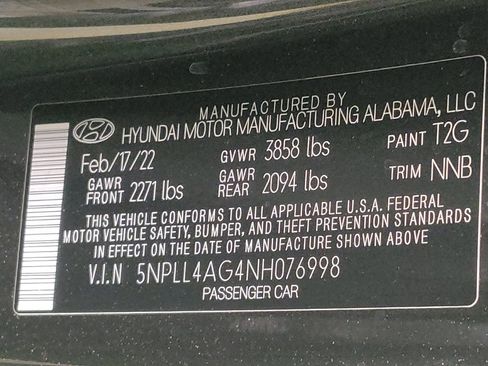 MANUFACTURED BY
HYUNDAI MOTOR MANUFACTURING ALABAMA, LLC
Feb/17/22 GVWR 3858 lbs PAINT T2G
GAWR FRONT 2271 lbs GAWR REAR 2094 lbs TRIM NNB
THIS VEHICLE CONFORMS TO ALL APPLICABLE U.S.A. FEDERAL
MOTOR VEHICLE SAFETY, BUMPER, AND THEFT PREVENTION STANDARDS
IN EFFECT ON THE DATE OF MANUFACTURE SHOWN ABOVE
V.I.N 5NPLL4AG4NH076998
PASSENGER CAR